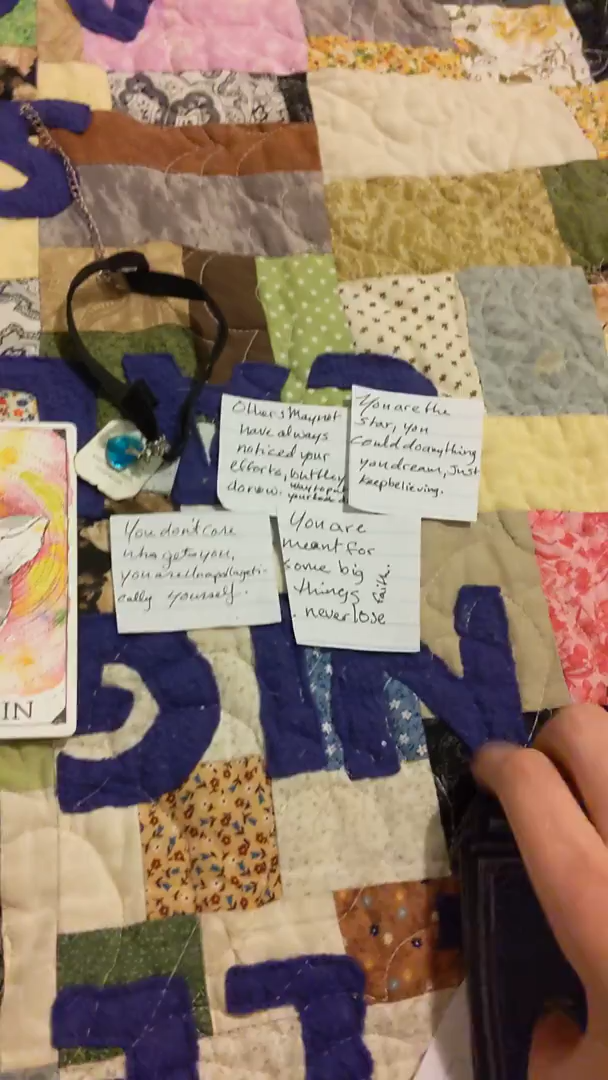 Others May not
have always
noticed your
efforts, but they
do now.
You are the
star, you
could do anything
you dream, just
keep believing.
You don't care
who gets you,
you are
cally yourself.
You are
meant for
some big
things
never lose
faith.
IN